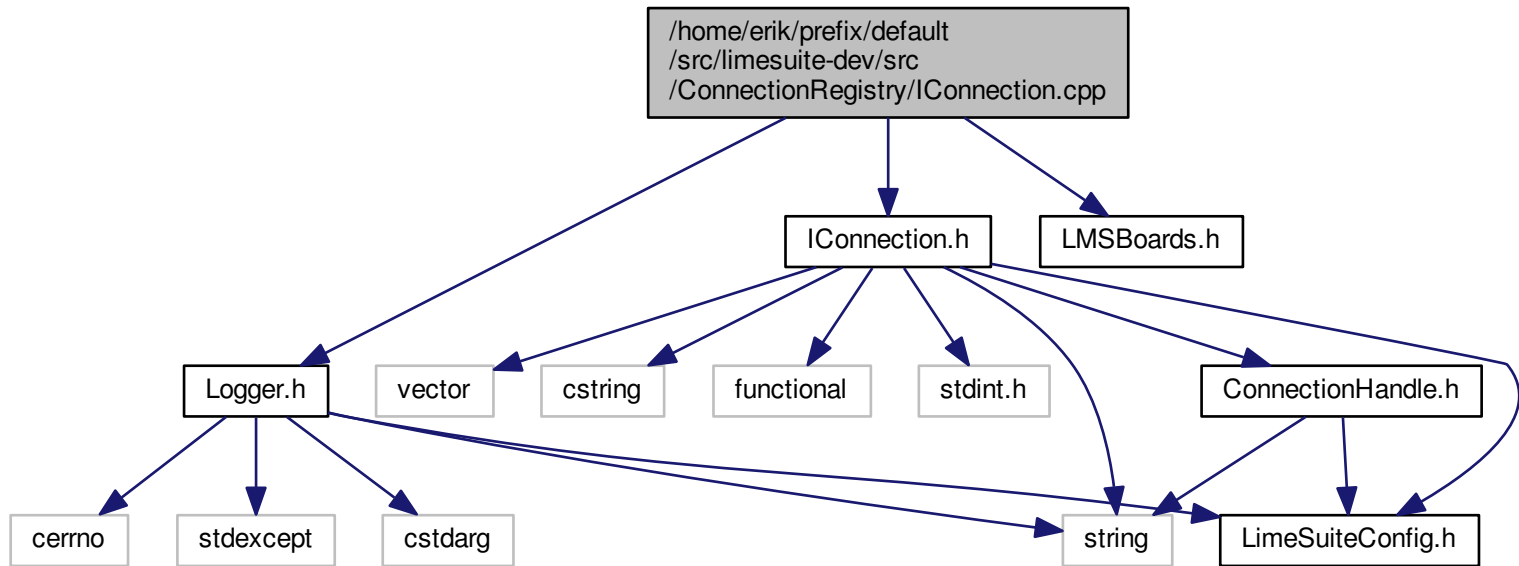 /home/erik/prefix/default
/src/limesuite-dev/src
/ConnectionRegistry/IConnection.cpp
IConnection.h
LMSBoards.h
Logger.h
vector
cstring
functional
stdint.h
ConnectionHandle.h
cerrno
stdexcept
cstdarg
string
LimeSuiteConfig.h